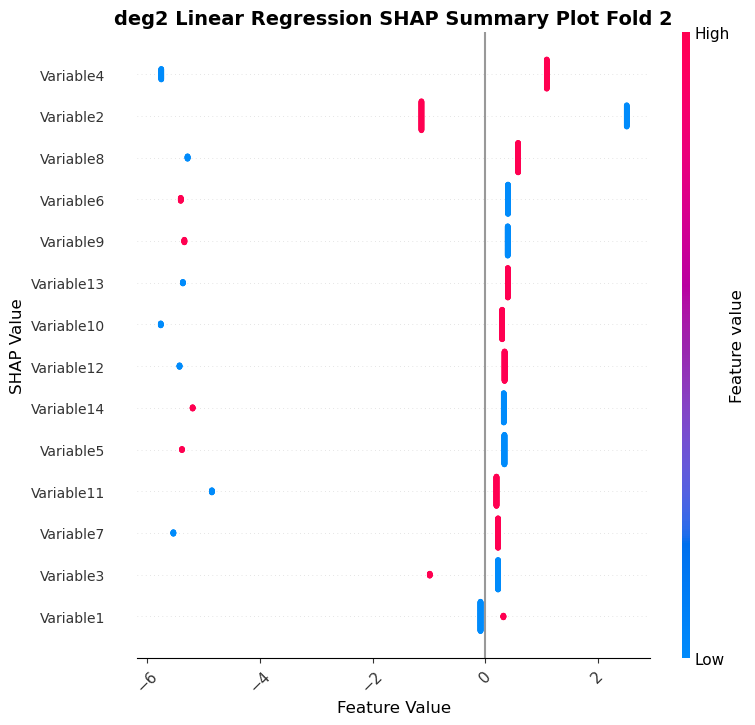 deg2 Linear Regression SHAP Summary Plot Fold 2
High
Variable4
Variable2
Variable8
Variable6
Variable9
Variable13
Variable10
Variable12
Variable14
Variable5
Variable11
Variable7
Variable3
Variable1
SHAP Value
Feature value
Low
−6
−4
−2
0
2
Feature Value